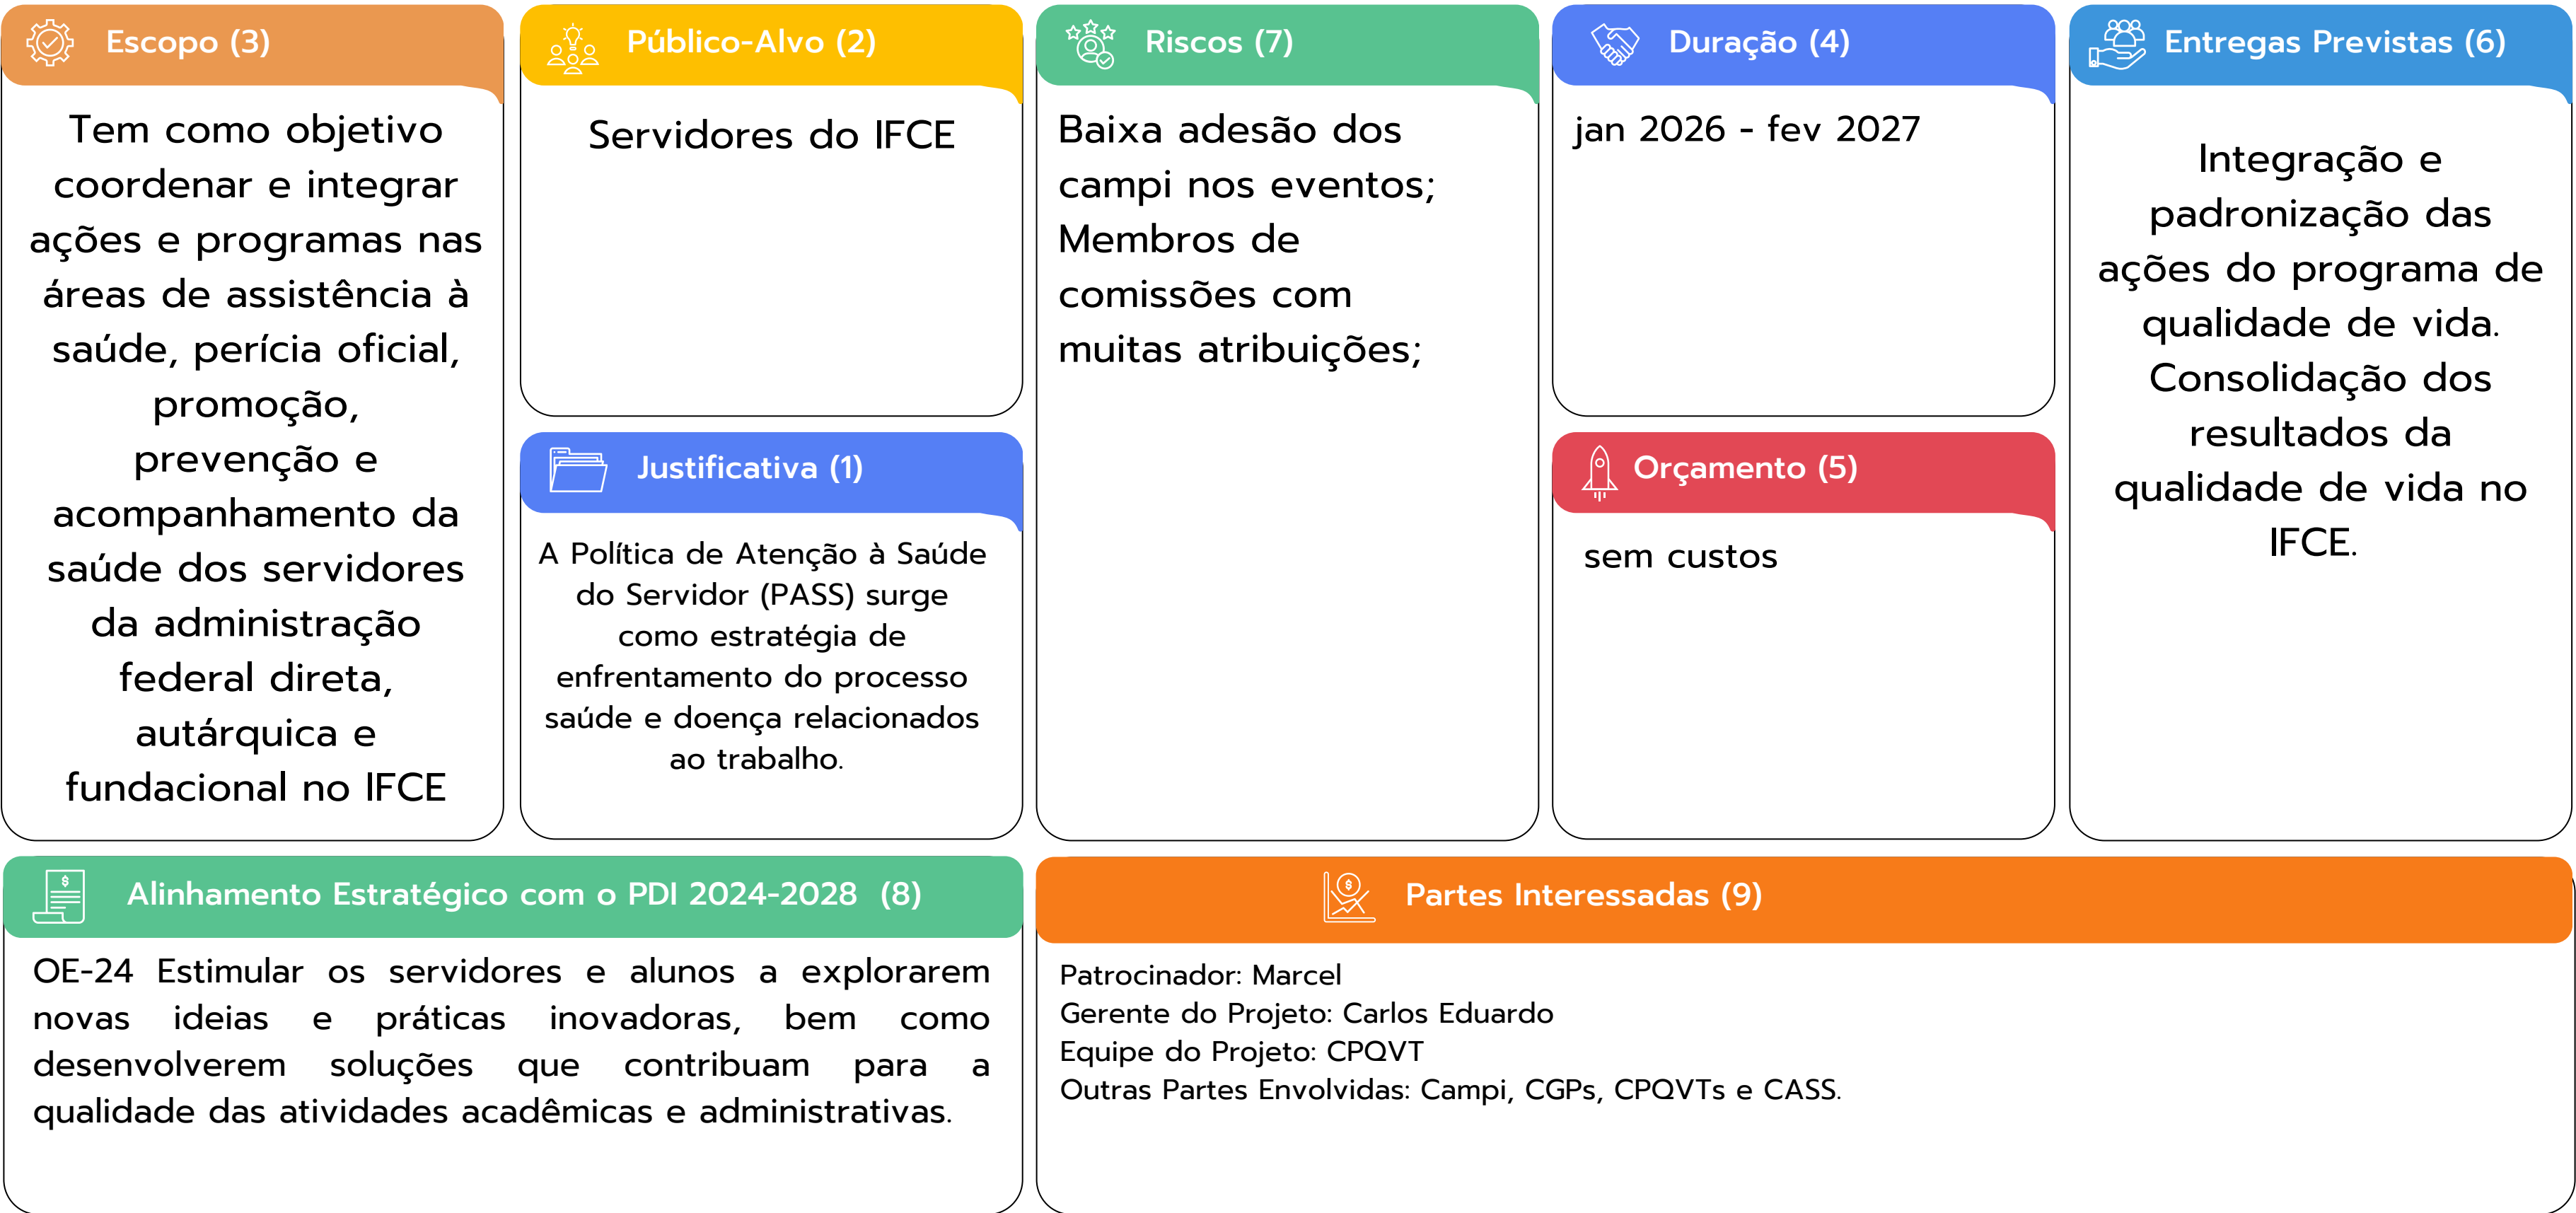 Escopo (3)
Tem como objetivo
coordenar e integrar
ações e programas nas
áreas de assistência à
saúde, perícia oficial,
promoção,
prevenção e
acompanhamento da
saúde dos servidores
da administração
federal direta,
autárquica e
fundacional no IFCE
Público-Alvo (2)
Servidores do IFCE
Justificativa (1)
A Política de Atenção à Saúde
do Servidor (PASS) surge
como estratégia de
enfrentamento do processo
saúde e doença relacionados
ao trabalho.
Riscos (7)
Baixa adesão dos
campi nos eventos;
Membros de
comissões com
muitas atribuições;
Duração (4)
jan 2026 - fev 2027
Orçamento (5)
sem custos
Entregas Previstas (6)
Integração e
padronização das
ações do programa de
qualidade de vida.
Consolidação dos
resultados da
qualidade de vida no
IFCE.
Alinhamento Estratégico com o PDI 2024-2028 (8)
OE-24 Estimular os servidores e alunos a explorarem
novas ideias e práticas inovadoras, bem como
desenvolverem soluções que contribuam para a
qualidade das atividades acadêmicas e administrativas.
Partes Interessadas (9)
Patrocinador: Marcel
Gerente do Projeto: Carlos Eduardo
Equipe do Projeto: CPQVT
Outras Partes Envolvidas: Campi, CGPs, CPQVTs e CASS.